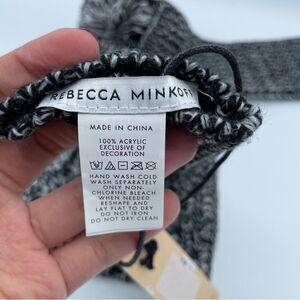 REBECCA MINKOFF
MADE IN CHINA
100% ACRYLIC
EXCLUSIVE OF
DECORATION
HAND WASH COLD
WASH SEPARATELY
ONLY NON-
CHLORINE BLEACH
WHEN NEEDED
RESHAPE AND
LAY FLAT TO DRY
DO NOT IRON
DO NOT DRY CLEAN